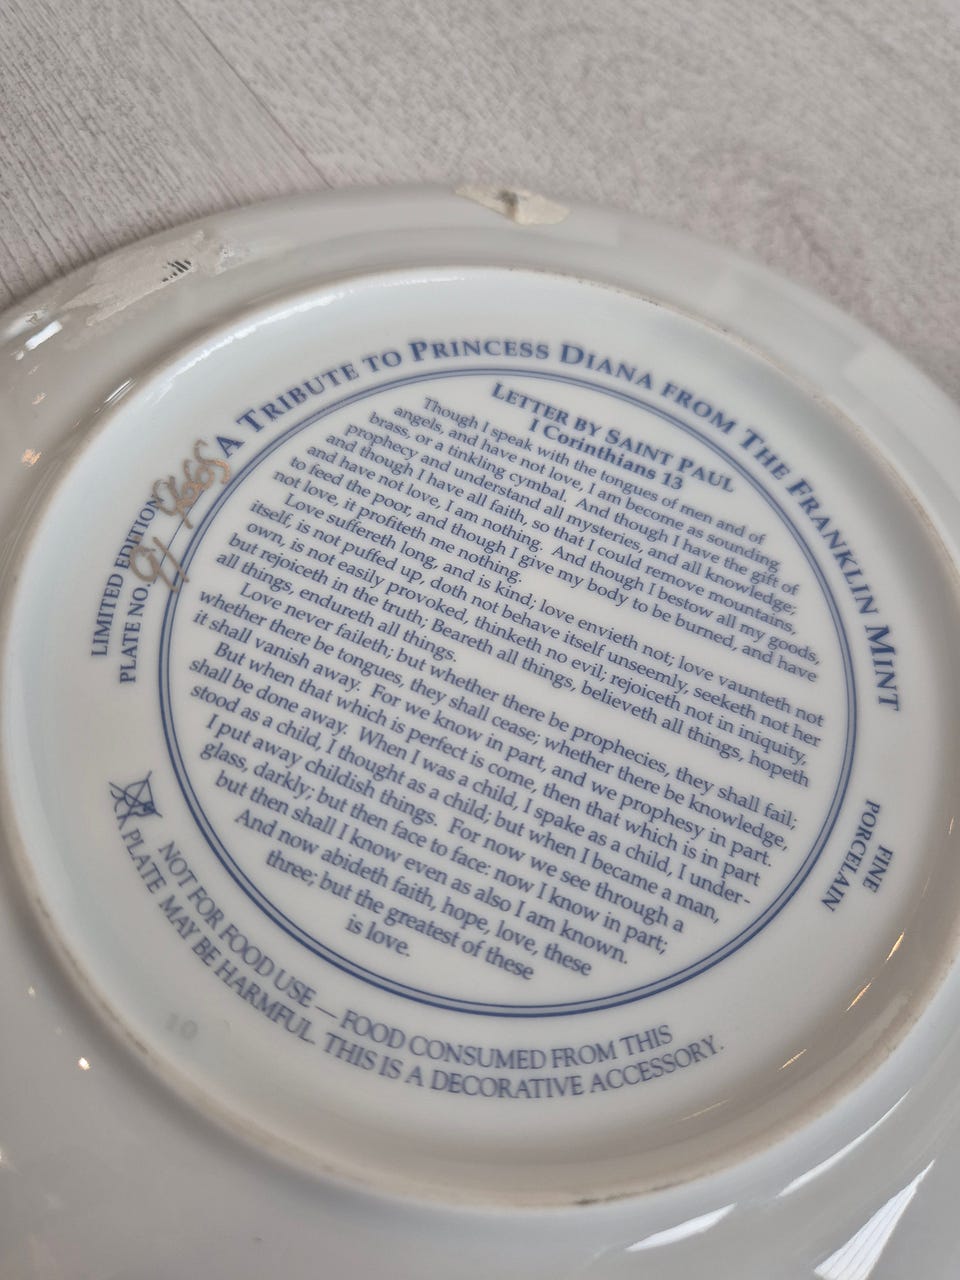 A TRIBUTE TO PRINCESS DIANA FROM THE FRANKLIN MINT
LETTER BY SAINT PAUL
I Corinthians 13
Though I speak with the tongues of men and of
angels, and have not love, I am become as sounding
brass, or a tinkling cymbal. And though I have the gift of
prophecy and understand all mysteries, and all knowledge;
and though I have all faith, so that I could remove mountains,
and have not love, I am nothing. And though I bestow all my goods,
to feed the poor, and though I give my body to be burned, and have
not love, it profiteth me nothing.
Love suffereth long, and is kind; love envieth not; love vaunteth not
itself, is not puffed up, doth not behave itself unseemly, seeketh not her
own, is not easily provoked, thinketh no evil; rejoiceth not in iniquity,
but rejoiceth in the truth; Beareth all things, believeth all things, hopeth
all things, endureth all things.
Love never faileth; but whether there be prophecies, they shall fail;
whether there be tongues, they shall cease; whether there be knowledge,
it shall vanish away. For we know in part, and we prophesy in part.
But when that which is perfect is come, then that which is in part
shall be done away. When I was a child, I spake as a child, I under-
stood as a child, I thought as a child; but when I became a man,
I put away childish things. For now we see through a
glass, darkly; but then face to face: now I know in part;
but then shall I know even as also I am known.
And now abideth faith, hope, love, these
three; but the greatest of these
is love.
LIMITED EDITION
PLATE NO.
FINE
PORCELAIN
NOT FOR FOOD USE — FOOD CONSUMED FROM THIS
PLATE MAY BE HARMFUL. THIS IS A DECORATIVE ACCESSORY.
10